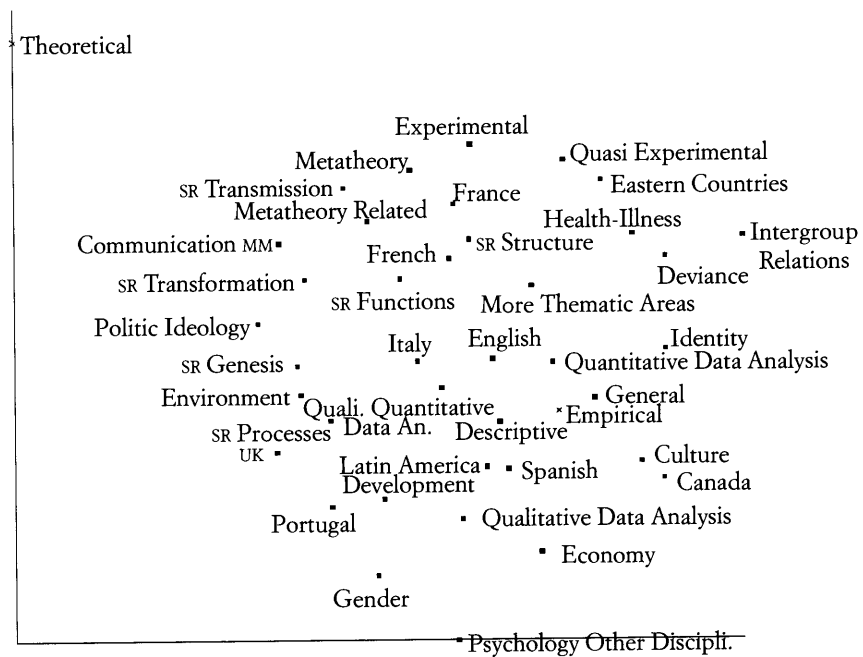 Theoretical
Experimental
Quasi Experimental
Metatheory
Eastern Countries
SR Transmission
France
Metatheory Related
Health-Illness
Intergroup
Relations
Communication MM
SR Structure
French
Deviance
SR Transformation
SR Functions
More Thematic Areas
Politic Ideology
Italy
English
Identity
SR Genesis
Quantitative Data Analysis
Environment
General
Quali. Quantitative
Data An.
Empirical
SR Processes
Descriptive
UK
Culture
Latin America
Spanish
Canada
Development
Portugal
Qualitative Data Analysis
Economy
Gender
Psychology Other Discipli.